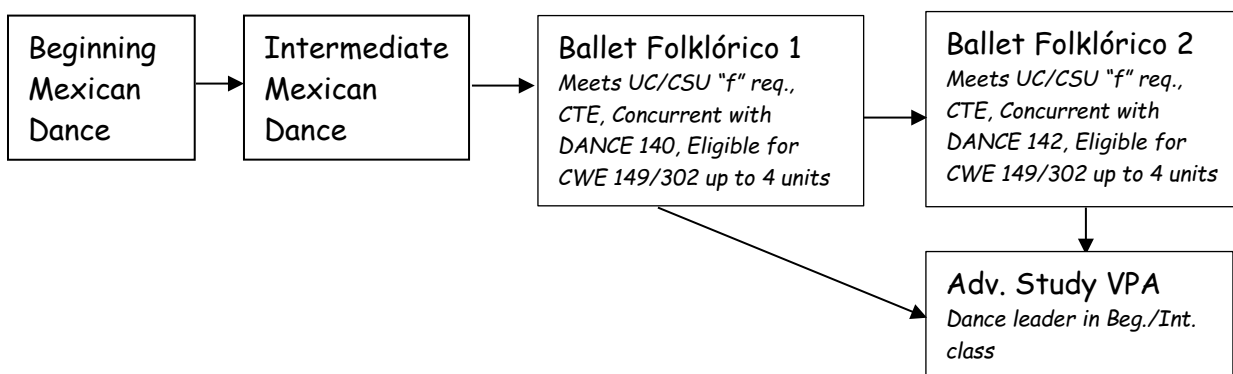 Beginning
Mexican
Dance
Intermediate
Mexican
Dance
Ballet Folklórico 1
Meets UC/CSU “f” req.,
CTE, Concurrent with
DANCE 140, Eligible for
CWE 149/302 up to 4 units
Ballet Folklórico 2
Meets UC/CSU “f” req.,
CTE, Concurrent with
DANCE 142, Eligible for
CWE 149/302 up to 4 units
Adv. Study VPA
Dance leader in Beg./Int.
class